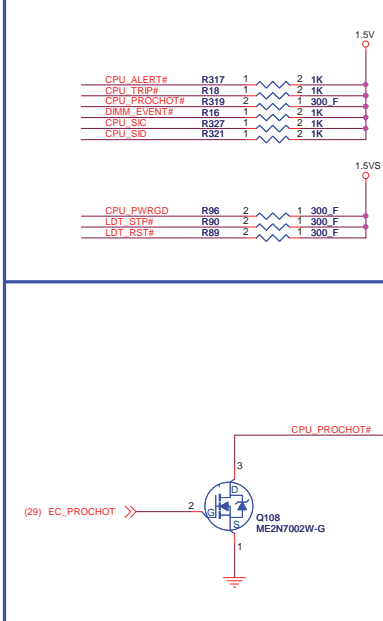 1.5V
CPU_ALERT# R317 1 2 1K
CPU_TRIP# R18 1 2 1K
CPU_PROCHOT# R319 2 1 300_F
DIMM_EVENT# R16 1 2 1K
CPU_SIC R327 1 2 1K
CPU_SID R321 1 2 1K
1.5VS
CPU_PWRGD R96 2 1 300_F
LDT_STP# R90 2 1 300_F
LDT_RST# R89 2 1 300_F
CPU_PROCHOT#
3
D
(29) EC_PROCHOT 2 G
S
Q108
ME2N7002W-G
1